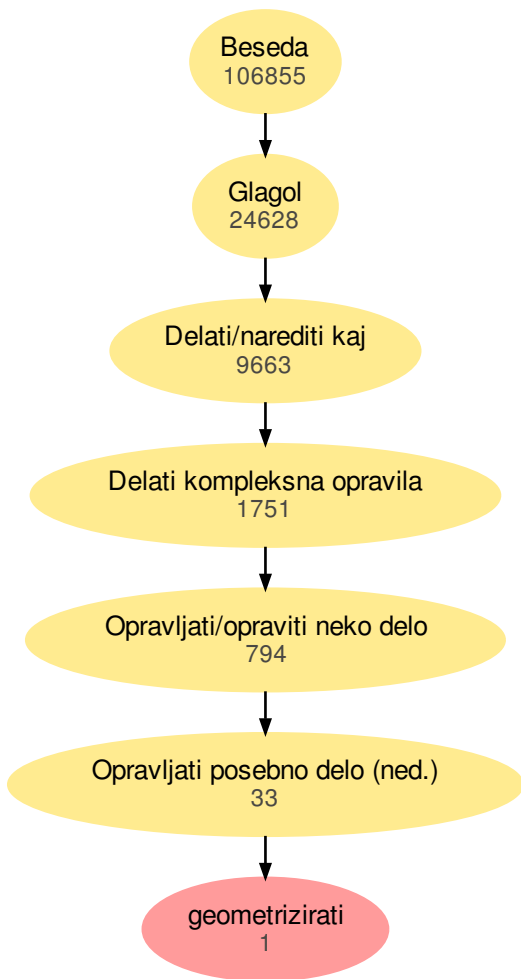 Beseda
106855
Glagol
24628
Delati/narediti kaj
9663
Delati kompleksna opravila
1751
Opravljati/opraviti neko delo
794
Opravljati posebno delo (ned.)
33
geometrizirati
1